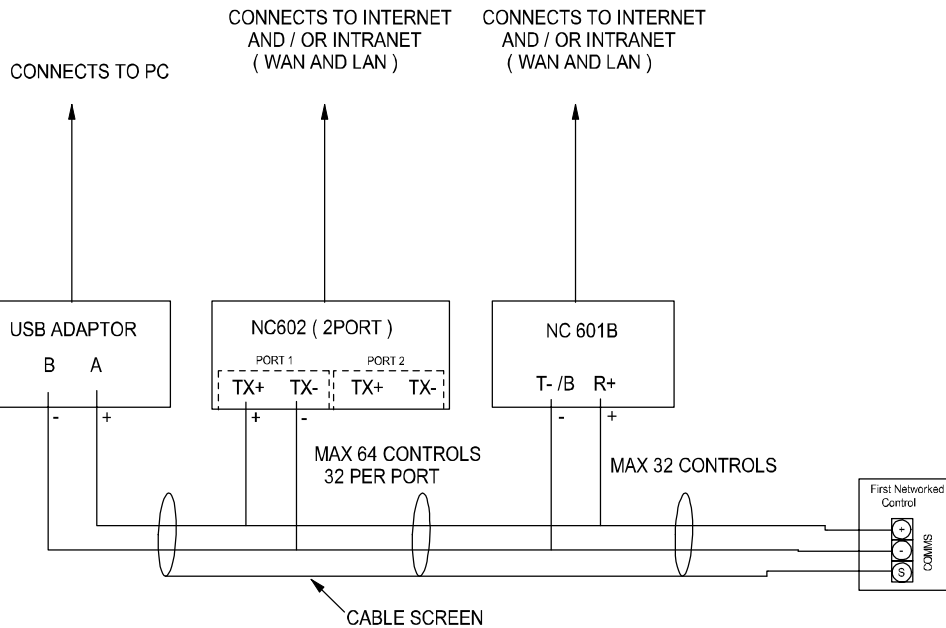 CONNECTS TO PC
CONNECTS TO INTERNET
AND / OR INTRANET
( WAN AND LAN )
CONNECTS TO INTERNET
AND / OR INTRANET
( WAN AND LAN )
USB ADAPTOR
B A
- +
NC602 ( 2PORT )
PORT 1 PORT 2
TX+ TX- TX+ TX-
+ -
NC 601B
T- /B R+
- +
MAX 64 CONTROLS
32 PER PORT
MAX 32 CONTROLS
First Networked
Control
+
-
S
COMMS
CABLE SCREEN